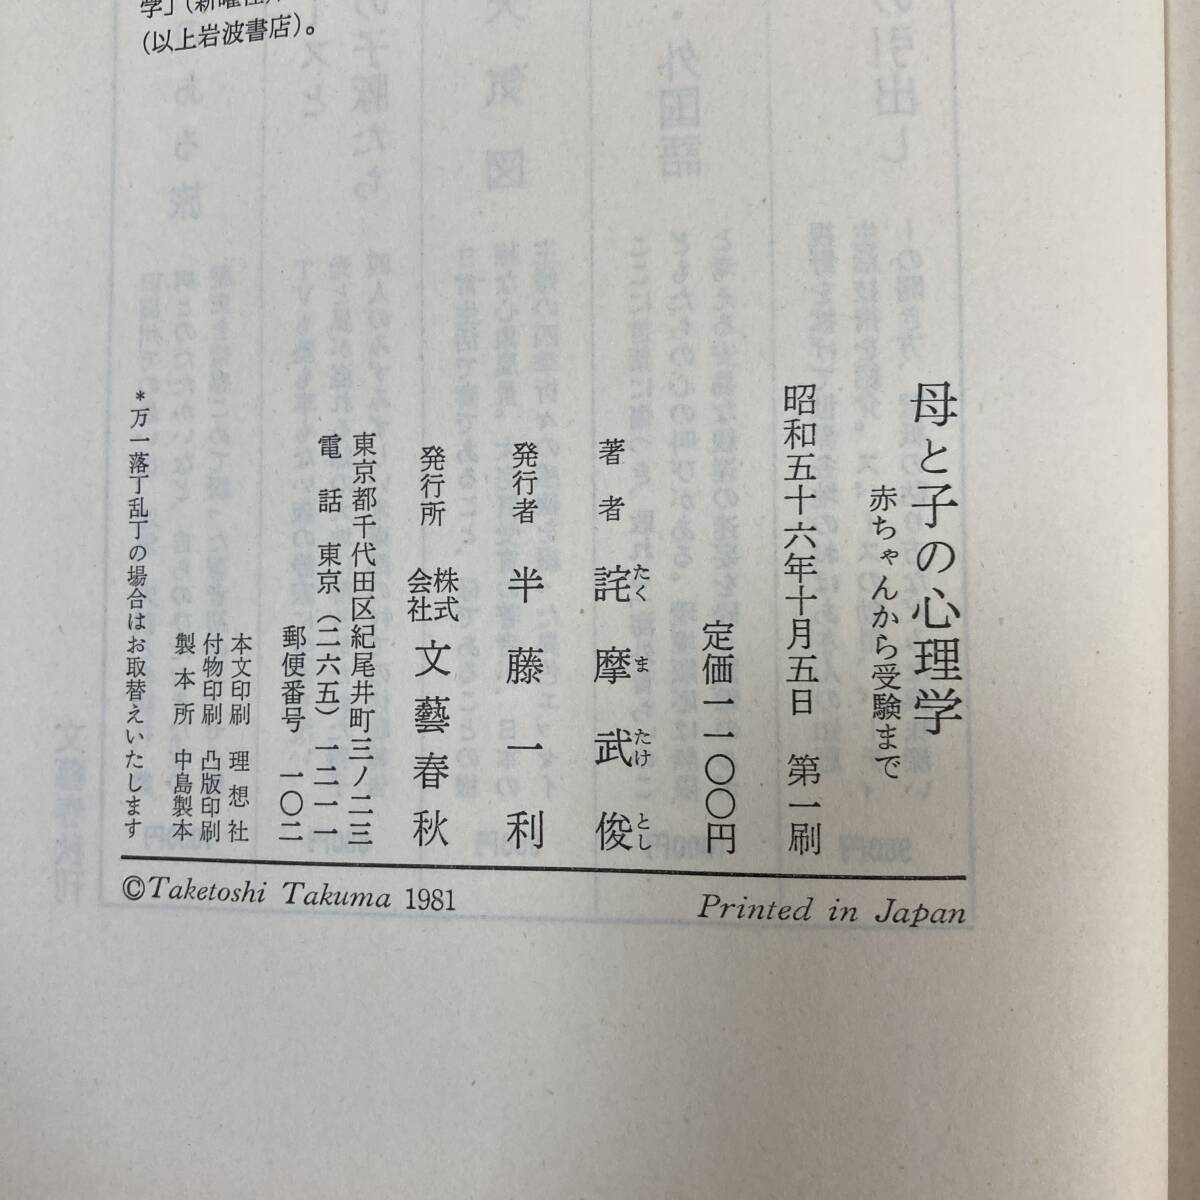 (以上岩波書店)。
母と子の心理学
赤ちゃんから受験まで
昭和五十六年十月五日　第一刷
定価一一〇〇円
著者　詫摩武俊
たくまたけとし
発行者　半藤一利
発行所　株式会社文藝春秋
東京都千代田区紀尾井町三ノ二三
電話　東京(二六五)一二一一
郵便番号　一〇二
本文印刷　理想社
付物印刷　凸版印刷
製本所　中島製本
*万一落丁乱丁の場合はお取替えいたします
©Taketoshi Takuma 1981
Printed in Japan